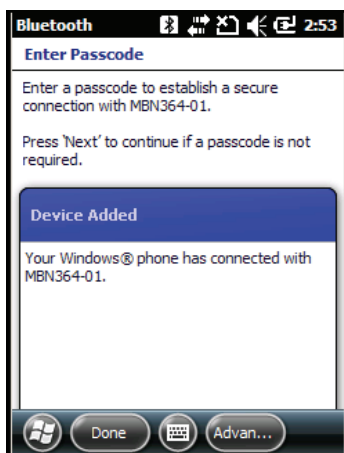 Bluetooth 2:53
Enter Passcode
Enter a passcode to establish a secure
connection with MBN364-01.
Press 'Next' to continue if a passcode is not
required.
Device Added
Your Windows® phone has connected with
MBN364-01.
Done Advan...